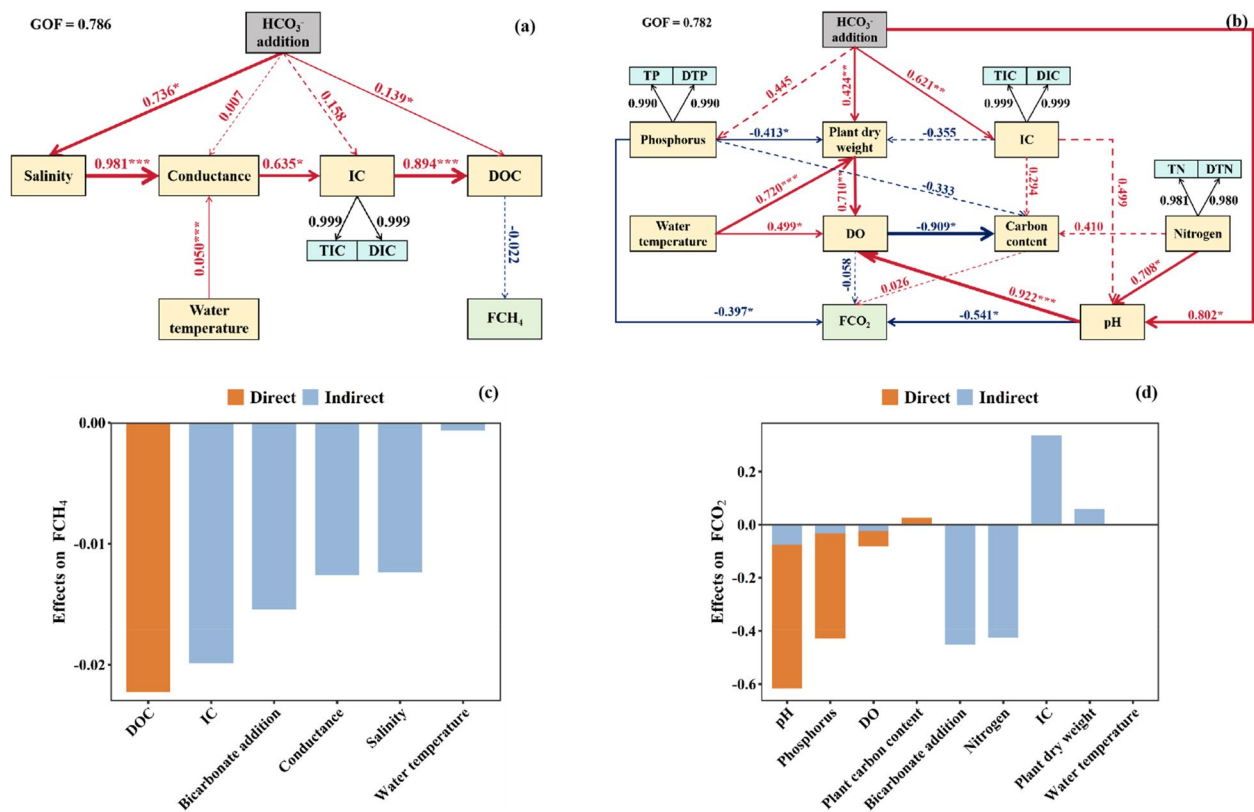 GOF = 0.786
HCO₃⁻
addition
(a)
0.736*
0.007
0.158
0.139*
Salinity
0.981***
Conductance
0.635*
IC
0.894***
DOC
0.999
0.999
TIC
DIC
0.050***
-0.022
Water
temperature
FCH₄
GOF = 0.782
HCO₃⁻
addition
(b)
TP
DTP
TIC
DIC
0.990
0.990
0.445
0.424**
0.621**
0.999
0.999
Phosphorus
-0.413*
Plant dry
weight
-0.355
IC
TN
DTN
0.981
0.980
0.720***
0.710**
-0.333
0.294
0.499
Water
temperature
0.499*
DO
-0.909*
Carbon
content
0.410
Nitrogen
-0.058
0.026
0.922***
0.708*
-0.397*
FCO₂
-0.541*
pH
0.802*
Direct
Indirect
(c)
Effects on FCH₄
0.00
-0.01
-0.02
DOC
IC
Bicarbonate addition
Conductance
Salinity
Water temperature
Direct
Indirect
(d)
Effects on FCO₂
0.2
0.0
-0.2
-0.4
-0.6
pH
Phosphorus
DO
Plant carbon content
Bicarbonate addition
Nitrogen
IC
Plant dry weight
Water temperature